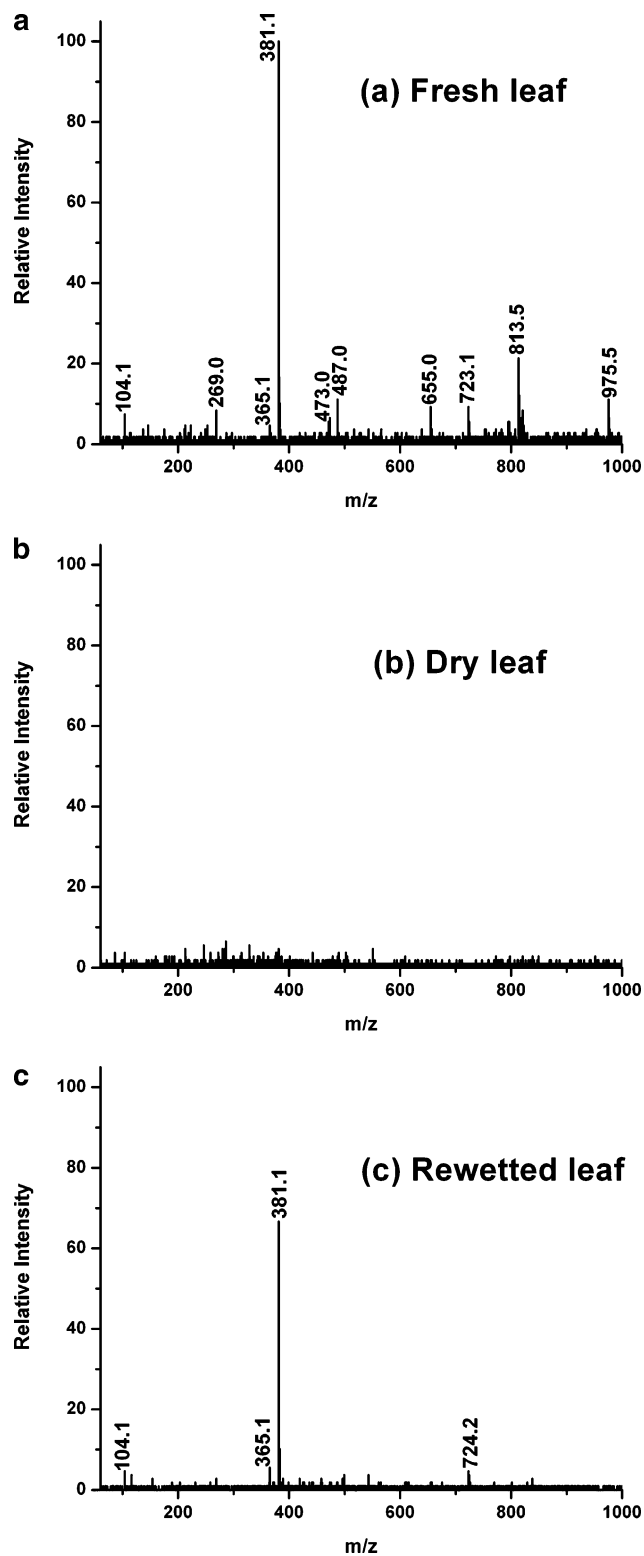 a
(a) Fresh leaf
Relative Intensity
100
80
60
40
20
0
104.1
269.0
365.1
381.1
473.0
487.0
655.0
723.1
813.5
975.5
200 400 600 800 1000
m/z
b
(b) Dry leaf
Relative Intensity
100
80
60
40
20
0
200 400 600 800 1000
m/z
c
(c) Rewetted leaf
Relative Intensity
100
80
60
40
20
0
104.1
365.1
381.1
724.2
200 400 600 800 1000
m/z